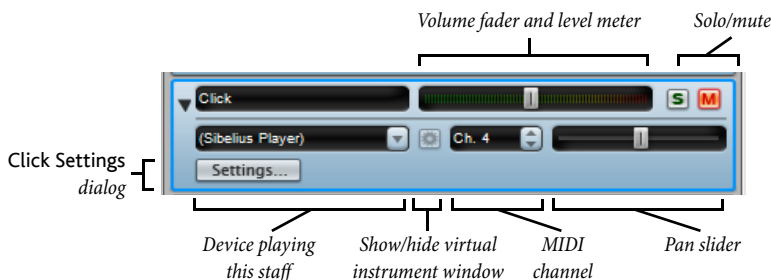 Volume fader and level meter
Solo/mute
Click
S M
(Sibelius Player)
Ch. 4
Click Settings
dialog
Settings...
Device playing
this staff
Show/hide virtual
instrument window
MIDI
channel
Pan slider